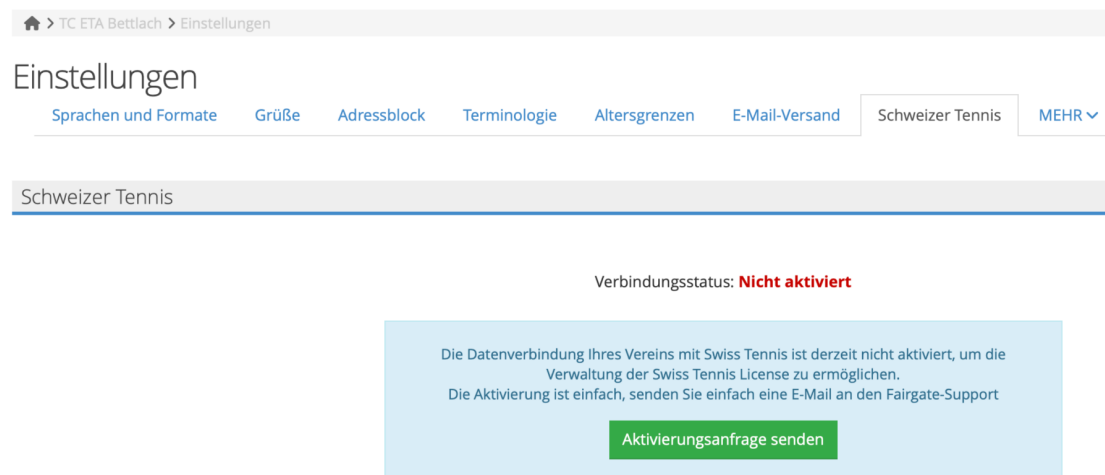 TC ETA Bettlach Einstellungen
Einstellungen
Sprachen und Formate Grüße Adressblock Terminologie Altersgrenzen E-Mail-Versand Schweizer Tennis MEHR
Schweizer Tennis
Verbindungsstatus: Nicht aktiviert
Die Datenverbindung Ihres Vereins mit Swiss Tennis ist derzeit nicht aktiviert, um die
Verwaltung der Swiss Tennis License zu ermöglichen.
Die Aktivierung ist einfach, senden Sie einfach eine E-Mail an den Fairgate-Support
Aktivierungsanfrage senden